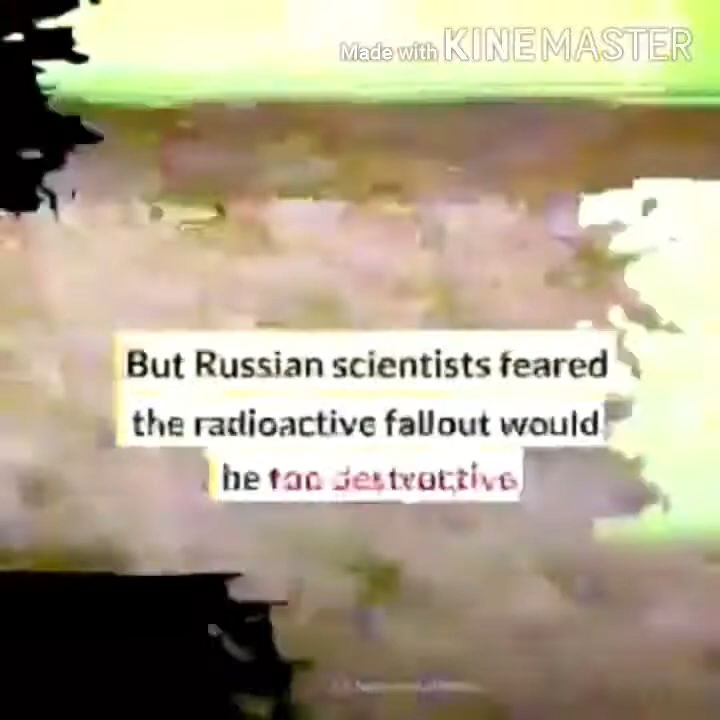 Made with KINEMASTER
But Russian scientists feared
the radioactive fallout would
be too destructive